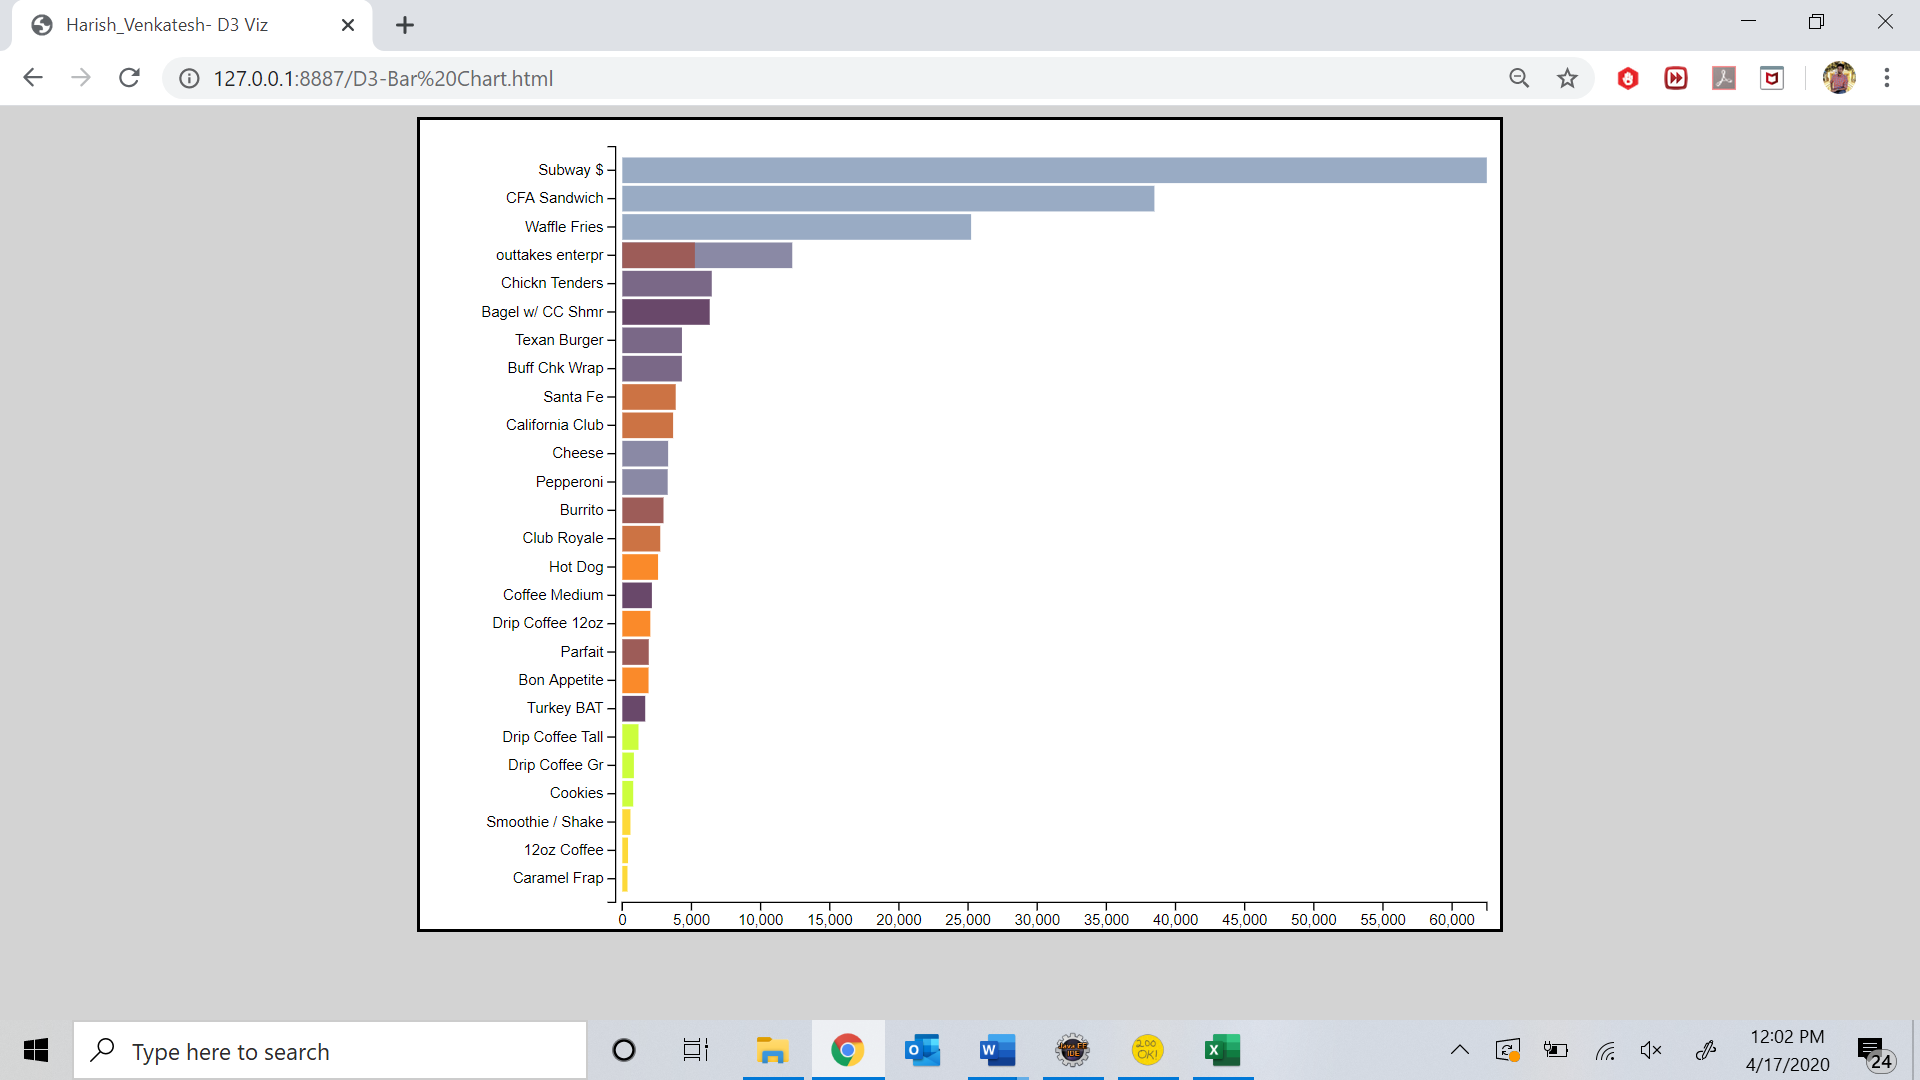 Harish_Venkatesh- D3 Viz
127.0.0.1:8887/D3-Bar%20Chart.html
Subway $
CFA Sandwich
Waffle Fries
outtakes enterpr
Chickn Tenders
Bagel w/ CC Shmr
Texan Burger
Buff Chk Wrap
Santa Fe
California Club
Cheese
Pepperoni
Burrito
Club Royale
Hot Dog
Coffee Medium
Drip Coffee 12oz
Parfait
Bon Appetite
Turkey BAT
Drip Coffee Tall
Drip Coffee Gr
Cookies
Smoothie / Shake
12oz Coffee
Caramel Frap
0 5,000 10,000 15,000 20,000 25,000 30,000 35,000 40,000 45,000 50,000 55,000 60,000
Type here to search
O
W
Java EE
IDE
200
OK!
X
12:02 PM
4/17/2020
24